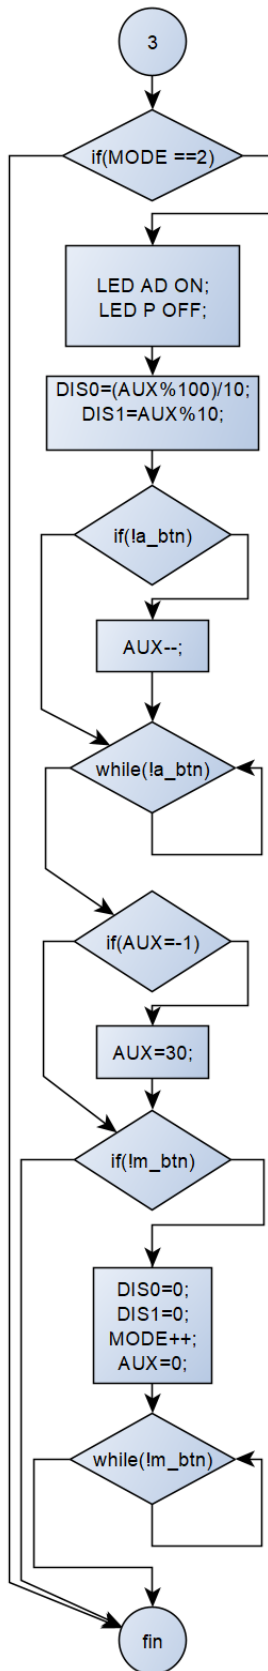 3
if(MODE ==2)
LED AD ON;
LED P OFF;
DIS0=(AUX%100)/10;
DIS1=AUX%10;
if(!a_btn)
AUX--;
while(!a_btn)
if(AUX=-1)
AUX=30;
if(!m_btn)
DIS0=0;
DIS1=0;
MODE++;
AUX=0;
while(!m_btn)
fin